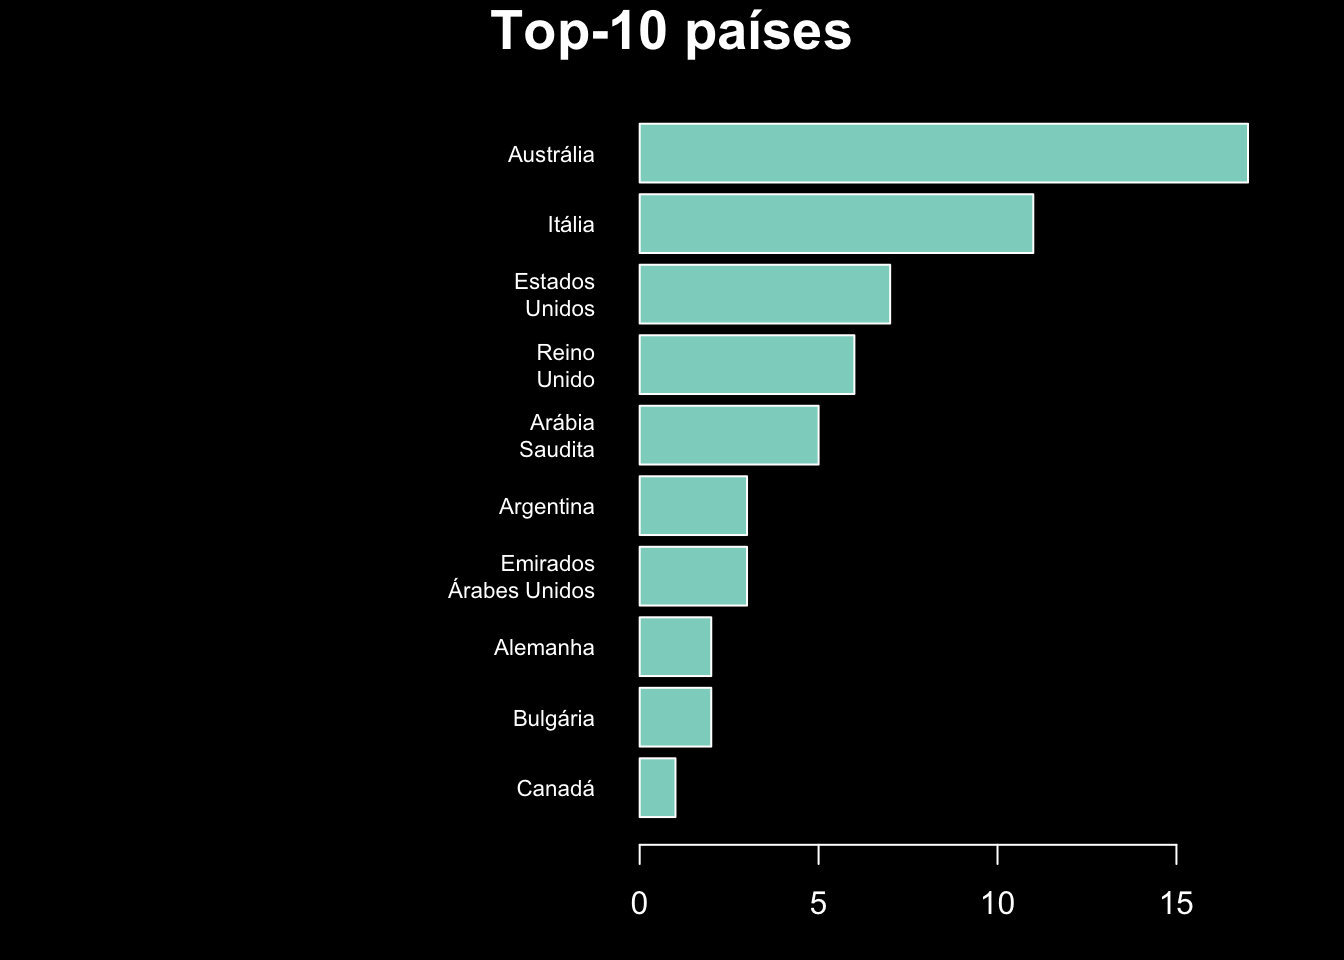 Top-10 países
Austrália
Itália
Estados
Unidos
Reino
Unido
Arábia
Saudita
Argentina
Emirados
Árabes Unidos
Alemanha
Bulgária
Canadá
0 5 10 15